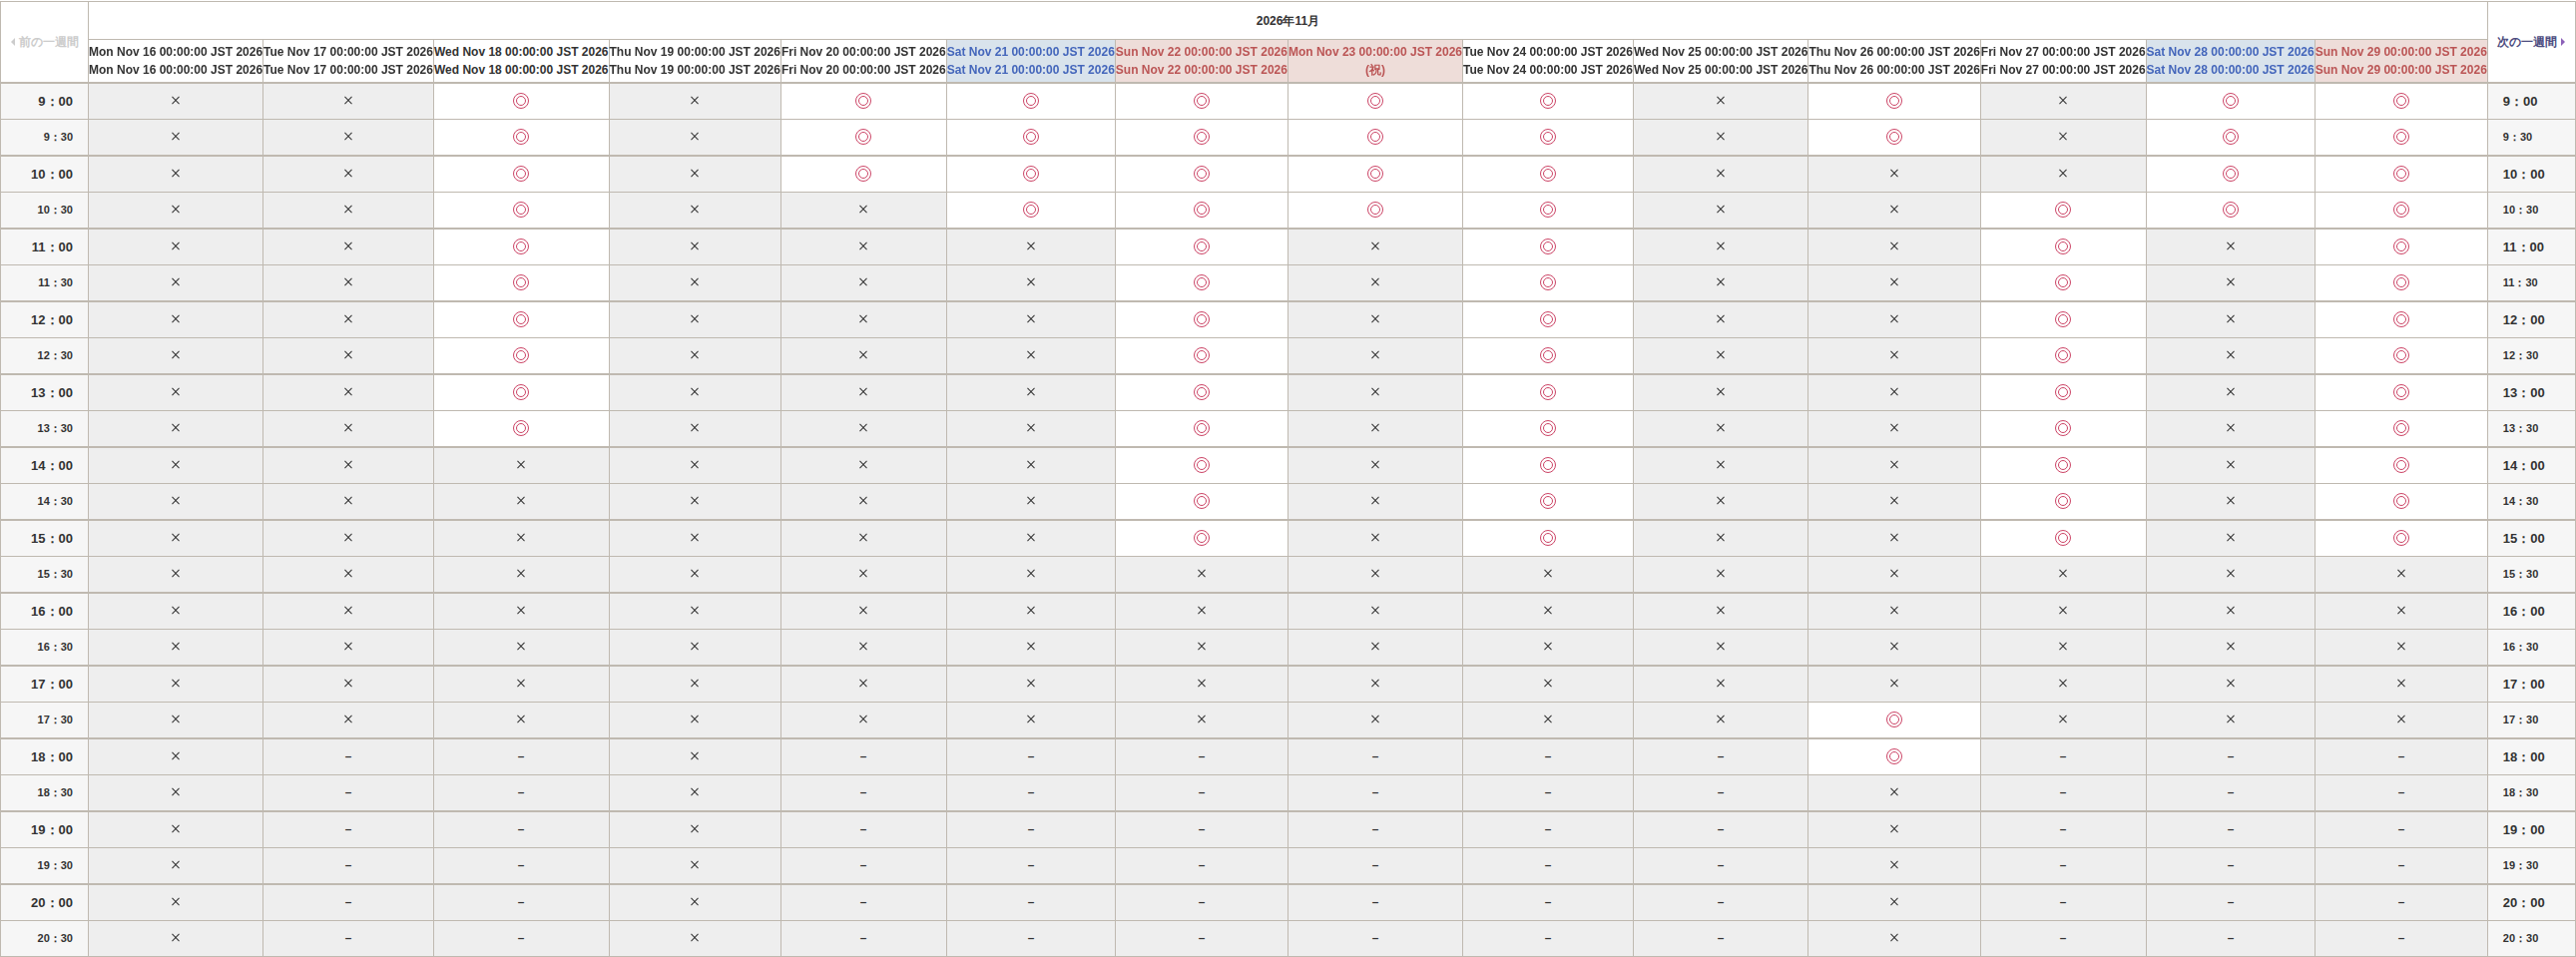 2026年11月
前の一週間
次の一週間
Mon Nov 16 00:00:00 JST 2026 Tue Nov 17 00:00:00 JST 2026 Wed Nov 18 00:00:00 JST 2026 Thu Nov 19 00:00:00 JST 2026 Fri Nov 20 00:00:00 JST 2026 Sat Nov 21 00:00:00 JST 2026 Sun Nov 22 00:00:00 JST 2026 Mon Nov 23 00:00:00 JST 2026 Tue Nov 24 00:00:00 JST 2026 Wed Nov 25 00:00:00 JST 2026 Thu Nov 26 00:00:00 JST 2026 Fri Nov 27 00:00:00 JST 2026 Sat Nov 28 00:00:00 JST 2026 Sun Nov 29 00:00:00 JST 2026
Mon Nov 16 00:00:00 JST 2026 Tue Nov 17 00:00:00 JST 2026 Wed Nov 18 00:00:00 JST 2026 Thu Nov 19 00:00:00 JST 2026 Fri Nov 20 00:00:00 JST 2026 Sat Nov 21 00:00:00 JST 2026 Sun Nov 22 00:00:00 JST 2026 (祝) Tue Nov 24 00:00:00 JST 2026 Wed Nov 25 00:00:00 JST 2026 Thu Nov 26 00:00:00 JST 2026 Fri Nov 27 00:00:00 JST 2026 Sat Nov 28 00:00:00 JST 2026 Sun Nov 29 00:00:00 JST 2026
9：00 × × ◎ × ◎ ◎ ◎ ◎ ◎ × ◎ × ◎ ◎ 9：00
9：30 × × ◎ × ◎ ◎ ◎ ◎ ◎ × ◎ × ◎ ◎ 9：30
10：00 × × ◎ × ◎ ◎ ◎ ◎ ◎ × × × ◎ ◎ 10：00
10：30 × × ◎ × × ◎ ◎ ◎ ◎ × × ◎ ◎ ◎ 10：30
11：00 × × ◎ × × × ◎ × ◎ × × ◎ × ◎ 11：00
11：30 × × ◎ × × × ◎ × ◎ × × ◎ × ◎ 11：30
12：00 × × ◎ × × × ◎ × ◎ × × ◎ × ◎ 12：00
12：30 × × ◎ × × × ◎ × ◎ × × ◎ × ◎ 12：30
13：00 × × ◎ × × × ◎ × ◎ × × ◎ × ◎ 13：00
13：30 × × ◎ × × × ◎ × ◎ × × ◎ × ◎ 13：30
14：00 × × × × × × ◎ × ◎ × × ◎ × ◎ 14：00
14：30 × × × × × × ◎ × ◎ × × ◎ × ◎ 14：30
15：00 × × × × × × ◎ × ◎ × × ◎ × ◎ 15：00
15：30 × × × × × × × × × × × × × × 15：30
16：00 × × × × × × × × × × × × × × 16：00
16：30 × × × × × × × × × × × × × × 16：30
17：00 × × × × × × × × × × × × × × 17：00
17：30 × × × × × × × × × × ◎ × × × 17：30
18：00 × － － × － － － － － － ◎ － － － 18：00
18：30 × － － × － － － － － － × － － － 18：30
19：00 × － － × － － － － － － × － － － 19：00
19：30 × － － × － － － － － － × － － － 19：30
20：00 × － － × － － － － － － × － － － 20：00
20：30 × － － × － － － － － － × － － － 20：30